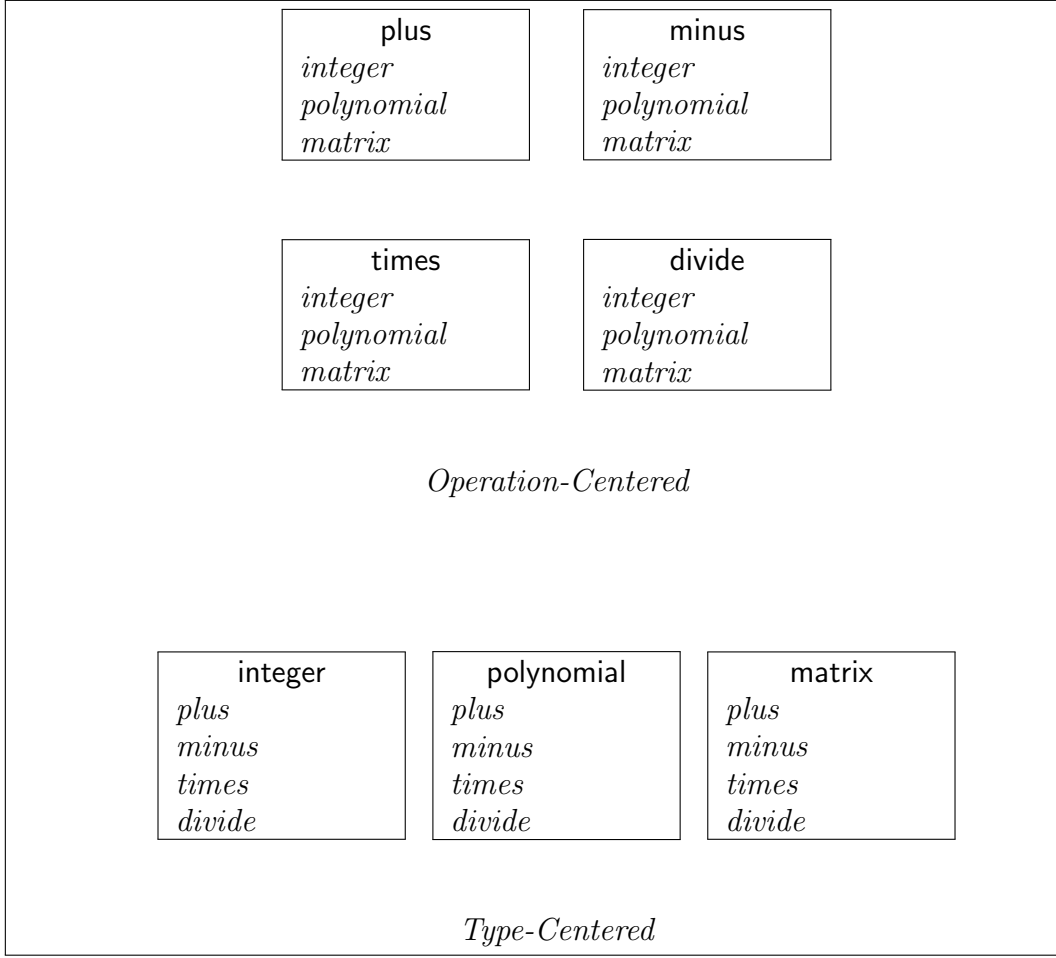 plus
integer
polynomial
matrix
minus
integer
polynomial
matrix
times
integer
polynomial
matrix
divide
integer
polynomial
matrix
Operation-Centered
integer
plus
minus
times
divide
polynomial
plus
minus
times
divide
matrix
plus
minus
times
divide
Type-Centered